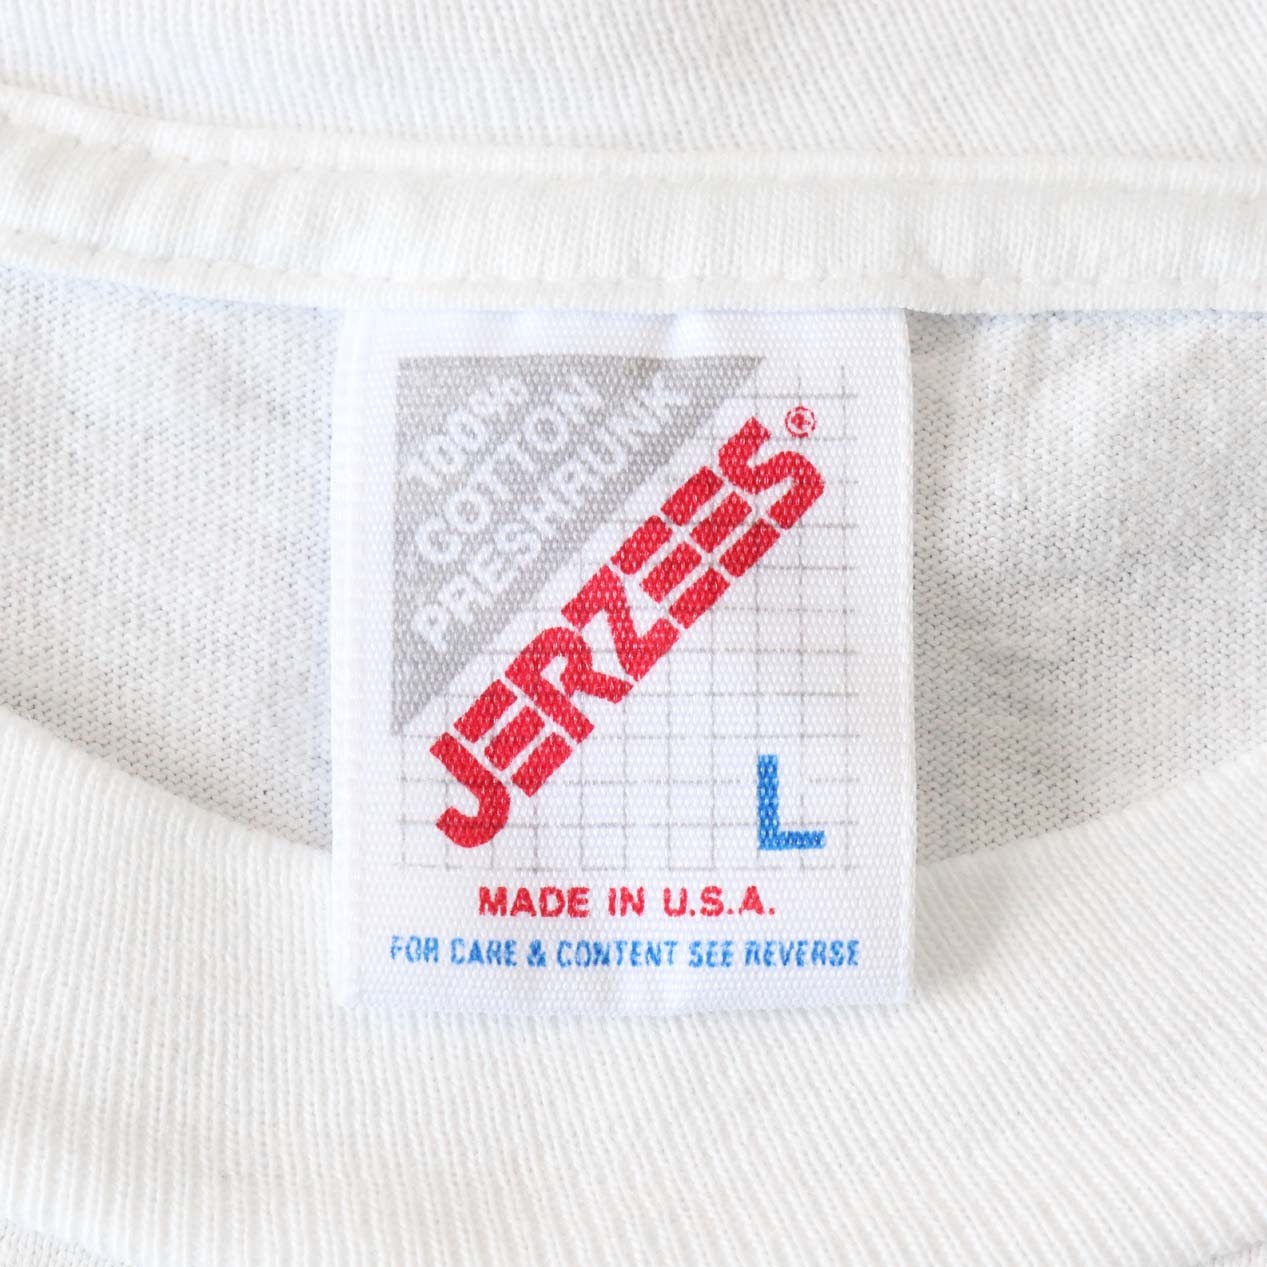 100%
COTTON
PRESHRUNK
JERZEES®
L
MADE IN U.S.A.
FOR CARE & CONTENT SEE REVERSE